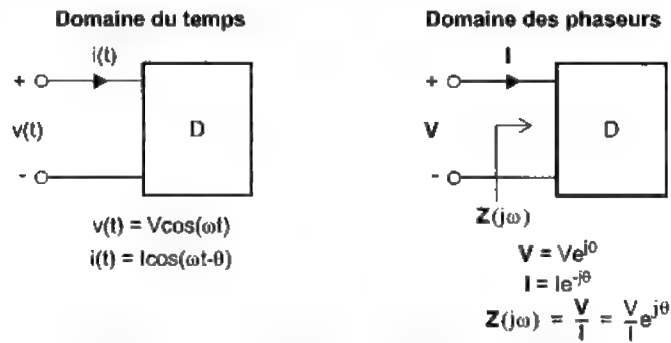 Domaine du temps
i(t)
+
v(t)
D
-
v(t) = Vcos(ωt)
i(t) = Icos(ωt-θ)
Domaine des phaseurs
I
+
V
D
-
Z(jω)
V = Ve^{j0}
I = Ie^{-jθ}
Z(jω) = V/I = V/I e^{jθ}